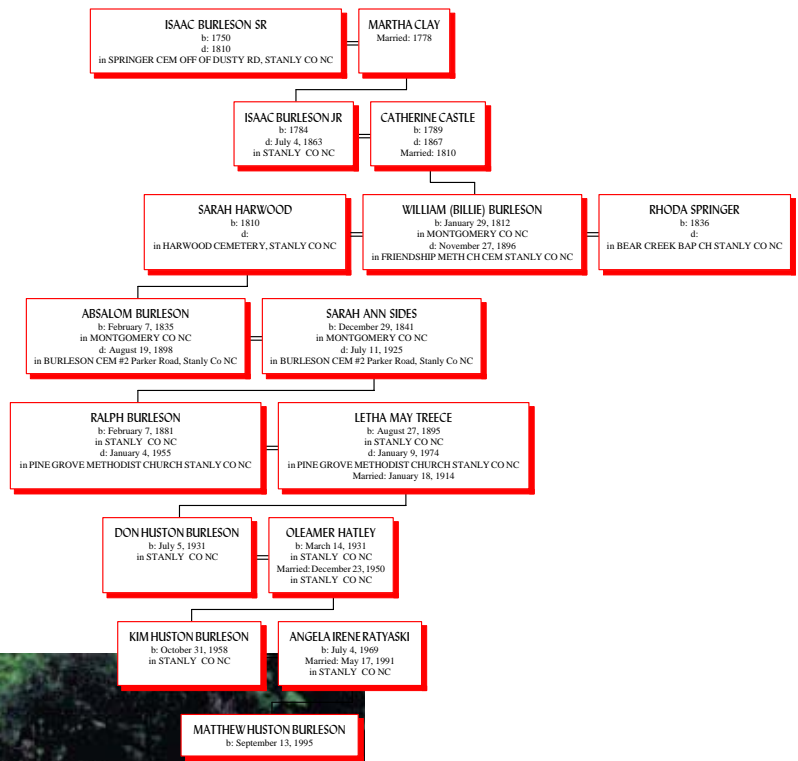 ISAAC BURLESON SR
b: 1750
d: 1810
in SPRINGER CEM OFF OF DUSTY RD, STANLY CO NC
MARTHA CLAY
Married: 1778
ISAAC BURLESON JR
b: 1784
d: July 4, 1863
in STANLY CO NC
CATHERINE CASTLE
b: 1789
d: 1867
Married: 1810
SARAH HARWOOD
b: 1810
d:
in HARWOOD CEMETERY, STANLY CO NC
WILLIAM (BILLIE) BURLESON
b: January 29, 1812
in MONTGOMERY CO NC
d: November 27, 1896
in FRIENDSHIP METH CH CEM STANLY CO NC
RHODA SPRINGER
b: 1836
d:
in BEAR CREEK BAP CH STANLY CO NC
ABSALOM BURLESON
b: February 7, 1835
in MONTGOMERY CO NC
d: August 19, 1898
in BURLESON CEM #2 Parker Road, Stanly Co NC
SARAH ANN SIDES
b: December 29, 1841
in MONTGOMERY CO NC
d: July 11, 1925
in BURLESON CEM #2 Parker Road, Stanly Co NC
RALPH BURLESON
b: February 7, 1881
in STANLY CO NC
d: January 4, 1955
in PINE GROVE METHODIST CHURCH STANLY CO NC
LETHA MAY TREECE
b: August 27, 1895
in STANLY CO NC
d: January 9, 1974
in PINE GROVE METHODIST CHURCH STANLY CO NC
Married: January 18, 1914
DON HUSTON BURLESON
b: July 5, 1931
in STANLY CO NC
OLEAMER HATLEY
b: March 14, 1931
in STANLY CO NC
Married: December 23, 1950
in STANLY CO NC
KIM HUSTON BURLESON
b: October 31, 1958
in STANLY CO NC
ANGELA IRENE RATYASKI
b: July 4, 1969
Married: May 17, 1991
in STANLY CO NC
MATTHEW HUSTON BURLESON
b: September 13, 1995